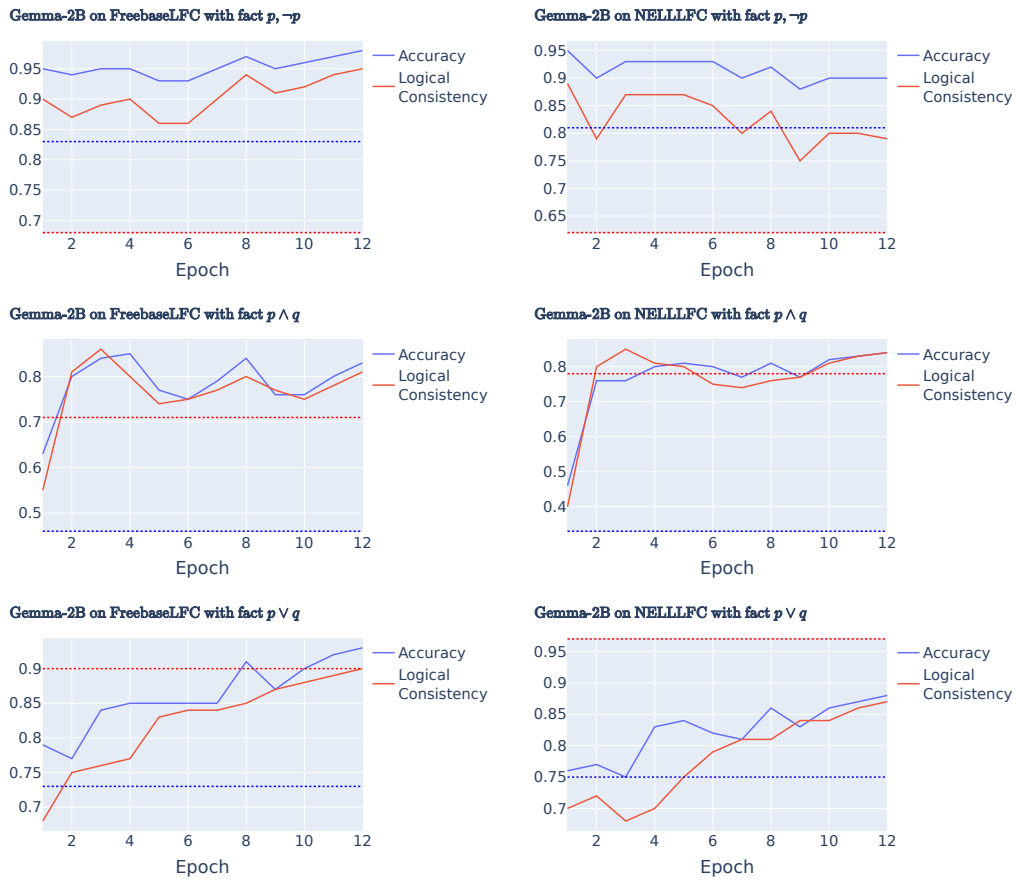 Gemma-2B on FreebaseLFC with fact p, ¬p
0.95
0.9
0.85
0.8
0.75
0.7
2 4 6 8 10 12
Epoch
Accuracy
Logical
Consistency
Gemma-2B on NELLLFC with fact p, ¬p
0.95
0.9
0.85
0.8
0.75
0.7
0.65
2 4 6 8 10 12
Epoch
Accuracy
Logical
Consistency
Gemma-2B on FreebaseLFC with fact p ∧ q
0.8
0.7
0.6
0.5
2 4 6 8 10 12
Epoch
Accuracy
Logical
Consistency
Gemma-2B on NELLLFC with fact p ∧ q
0.8
0.7
0.6
0.5
0.4
2 4 6 8 10 12
Epoch
Accuracy
Logical
Consistency
Gemma-2B on FreebaseLFC with fact p ∨ q
0.9
0.85
0.8
0.75
0.7
2 4 6 8 10 12
Epoch
Accuracy
Logical
Consistency
Gemma-2B on NELLLFC with fact p ∨ q
0.95
0.9
0.85
0.8
0.75
0.7
2 4 6 8 10 12
Epoch
Accuracy
Logical
Consistency